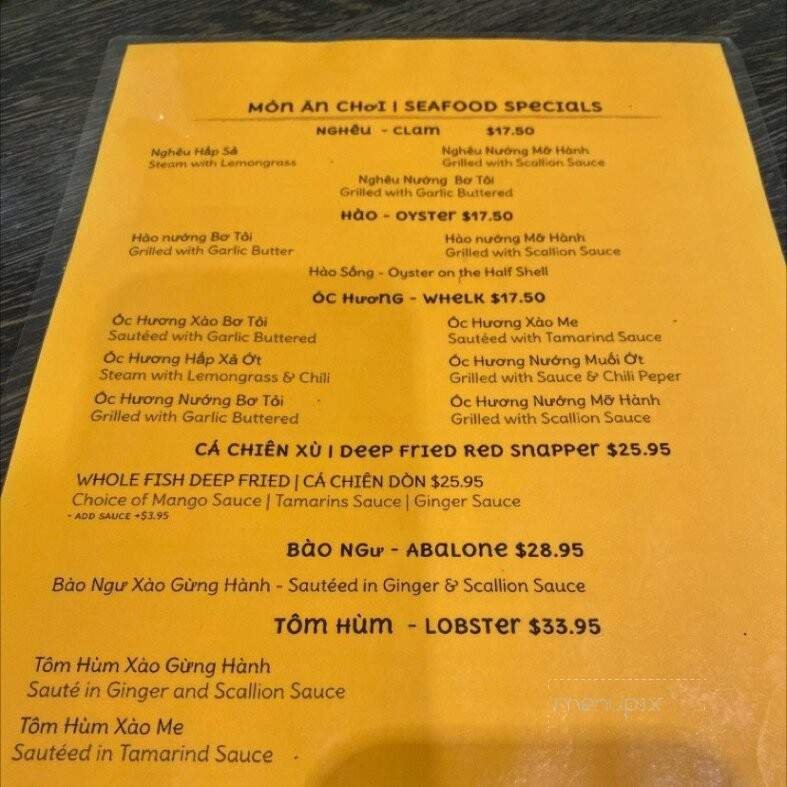 Món Ăn Chơi | Seafood Specials
Nghêu - Clam $17.50
Nghêu Hấp Sả Nghêu Nướng Mỡ Hành
Steam with Lemongrass Grilled with Scallion Sauce
Nghêu Nướng Bơ Tỏi
Grilled with Garlic Buttered
Hào - Oyster $17.50
Hào nướng Bơ Tỏi Hào nướng Mỡ Hành
Grilled with Garlic Butter Grilled with Scallion Sauce
Hào Sống - Oyster on the Half Shell
Ốc Hương - Whelk $17.50
Ốc Hương Xào Bơ Tỏi Ốc Hương Xào Me
Sautéed with Garlic Buttered Sautéed with Tamarind Sauce
Ốc Hương Hấp Xả Ớt Ốc Hương Nướng Muối Ớt
Steam with Lemongrass & Chili Grilled with Sauce & Chili Peper
Ốc Hương Nướng Bơ Tỏi Ốc Hương Nướng Mỡ Hành
Grilled with Garlic Buttered Grilled with Scallion Sauce
CÁ CHIÊN XÙ | Deep Fried Red Snapper $25.95
WHOLE FISH DEEP FRIED | CÁ CHIÊN DÒN $25.95
Choice of Mango Sauce | Tamarins Sauce | Ginger Sauce
- ADD SAUCE +$3.95
Bào Ngư - Abalone $28.95
Bào Ngư Xào Gừng Hành - Sautéed in Ginger & Scallion Sauce
Tôm Hùm - Lobster $33.95
Tôm Hùm Xào Gừng Hành
Sauté in Ginger and Scallion Sauce
Tôm Hùm Xào Me
Sautéed in Tamarind Sauce
menupix